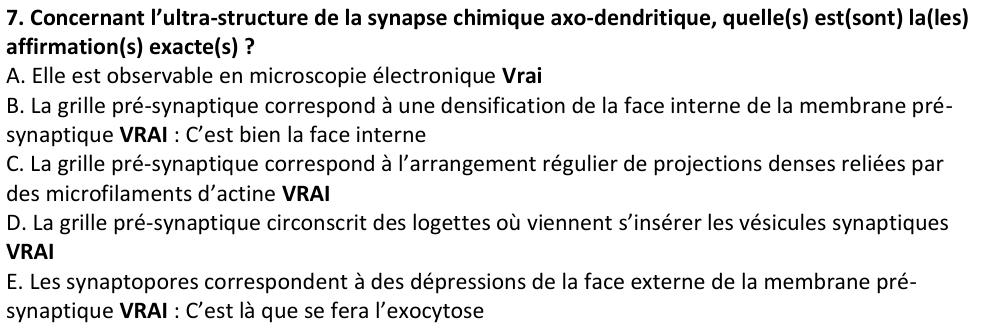 7. Concernant l’ultra-structure de la synapse chimique axo-dendritique, quelle(s) est(sont) la(les)
affirmation(s) exacte(s) ?
A. Elle est observable en microscopie électronique Vrai
B. La grille pré-synaptique correspond à une densification de la face interne de la membrane pré-
synaptique VRAI : C’est bien la face interne
C. La grille pré-synaptique correspond à l’arrangement régulier de projections denses reliées par
des microfilaments d’actine VRAI
D. La grille pré-synaptique circonscrit des logettes où viennent s’insérer les vésicules synaptiques
VRAI
E. Les synaptopores correspondent à des dépressions de la face externe de la membrane pré-
synaptique VRAI : C’est là que se fera l’exocytose